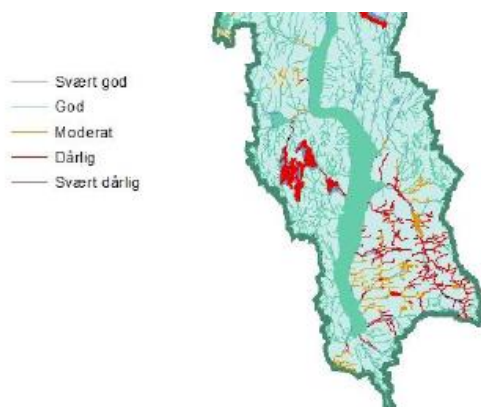 Svært god
God
Moderat
Dårlig
Svært dårlig